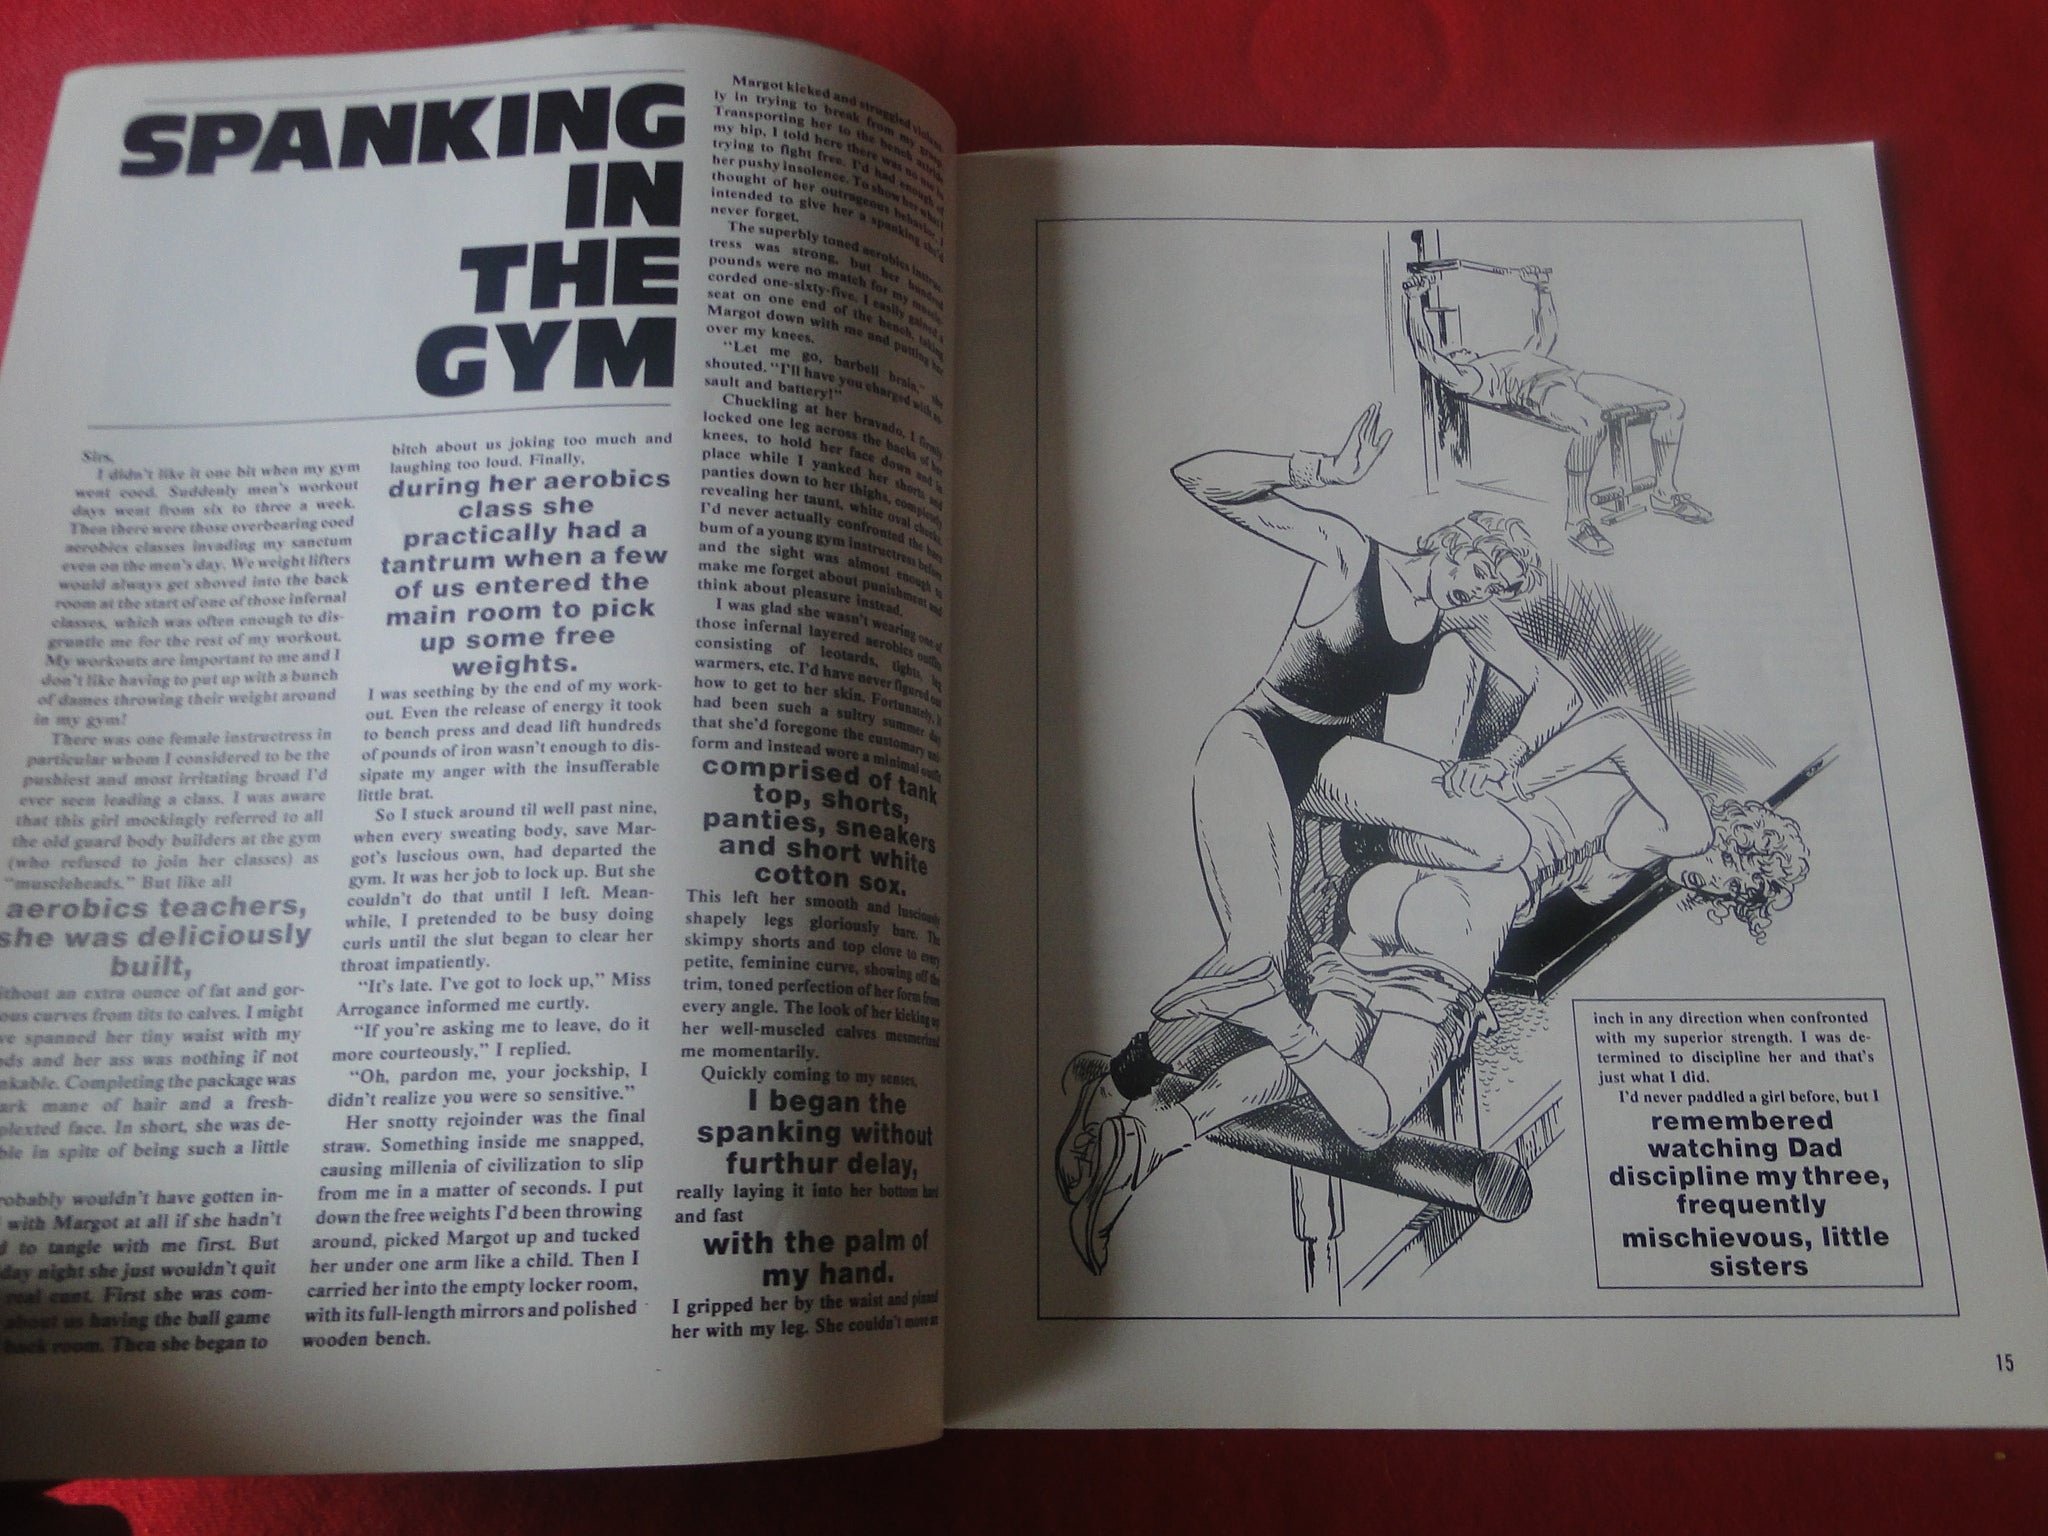 SPANKING
IN
THE
GYM
Sirs,
I didn't like it one bit when my gym
went coed. Suddenly men's workout
days went from six to three a week.
Then there were those overbearing coed
aerobics classes invading my sanctum
even on the men's day. We weight lifters
would always get shoved into the back
room at the start of one of those infernal
classes, which was often enough to dis-
gruntle me for the rest of my workout.
My workouts are important to me and I
don't like having to put up with a bunch
of dames throwing their weight around
in my gym!
There was one female instructress in
particular whom I considered to be the
pushiest and most irritating broad I'd
ever seen leading a class. I was aware
that this girl mockingly referred to all
the old guard body builders at the gym
(who refused to join her classes) as
"muscleheads." But like all
aerobics teachers,
she was deliciously
built,
without an extra ounce of fat and gor-
curves from tits to calves. I might
spanned her tiny waist with my
and her ass was nothing if not
Completing the package was
mane of hair and a fresh-
face. In short, she was de-
in spite of being such a little
probably wouldn't have gotten in-
with Margot at all if she hadn't
to tangle with me first. But
night she just wouldn't quit
real cunt. First she was com-
about us having the ball game
back room. Then she began to
bitch about us joking too much and
laughing too loud. Finally,
during her aerobics
class she
practically had a
tantrum when a few
of us entered the
main room to pick
up some free
weights.
I was seething by the end of my work-
out. Even the release of energy it took
to bench press and dead lift hundreds
of pounds of iron wasn't enough to dis-
sipate my anger with the insufferable
little brat.
So I stuck around til well past nine,
when every sweating body, save Mar-
got's luscious own, had departed the
gym. It was her job to lock up. But she
couldn't do that until I left. Mean-
while, I pretended to be busy doing
curls until the slut began to clear her
throat impatiently.
"It's late. I've got to lock up," Miss
Arrogance informed me curtly.
"If you're asking me to leave, do it
more courteously," I replied.
"Oh, pardon me, your jockship, I
didn't realize you were so sensitive."
Her snotty rejoinder was the final
straw. Something inside me snapped,
causing millenia of civilization to slip
from me in a matter of seconds. I put
down the free weights I'd been throwing
around, picked Margot up and tucked
her under one arm like a child. Then I
carried her into the empty locker room,
with its full-length mirrors and polished
wooden bench.
Margot kicked and struggled violent-
ly in trying to break from my grasp.
Transporting her to the bench astride
my hip, I told here there was no use in
trying to fight free. I'd had enough of
her pushy insolence. To show her what I
thought of her outrageous behavior, I
intended to give her a spanking she'd
never forget.
The superbly toned aerobics instruc-
tress was strong, but her hundred
pounds were no match for my muscle-
corded one-sixty-five. I easily gained a
seat on one end of the bench, taking
Margot down with me and putting her
over my knees.
"Let me go, barbell brain," she
shouted. "I'll have you charged with as-
sault and battery!"
Chuckling at her bravado, I firmly
locked one leg across the backs of her
knees, to hold her face down and in
place while I yanked her shorts and
panties down to her thighs, completely
revealing her taunt, white oval cheeks.
I'd never actually confronted the bare
bum of a young gym instructress before
and the sight was almost enough to
make me forget about punishment and
think about pleasure instead.
I was glad she wasn't wearing one of
those infernal layered aerobics outfits
consisting of leotards, tights, leg
warmers, etc. I'd have never figured out
how to get to her skin. Fortunately, it
had been such a sultry summer day
that she'd foregone the customary uni-
form and instead wore a minimal outfit
comprised of tank
top, shorts,
panties, sneakers
and short white
cotton sox.
This left her smooth and lusciously
shapely legs gloriously bare. The
skimpy shorts and top clove to every
petite, feminine curve, showing off the
trim, toned perfection of her form from
every angle. The look of her kicking up
her well-muscled calves mesmerized
me momentarily.
Quickly coming to my senses,
I began the
spanking without
furthur delay,
really laying it into her bottom hard
and fast
with the palm of
my hand.
I gripped her by the waist and pinned
her with my leg. She couldn't move an
inch in any direction when confronted
with my superior strength. I was de-
termined to discipline her and that's
just what I did.
I'd never paddled a girl before, but I
remembered
watching Dad
discipline my three,
frequently
mischievous, little
sisters
15